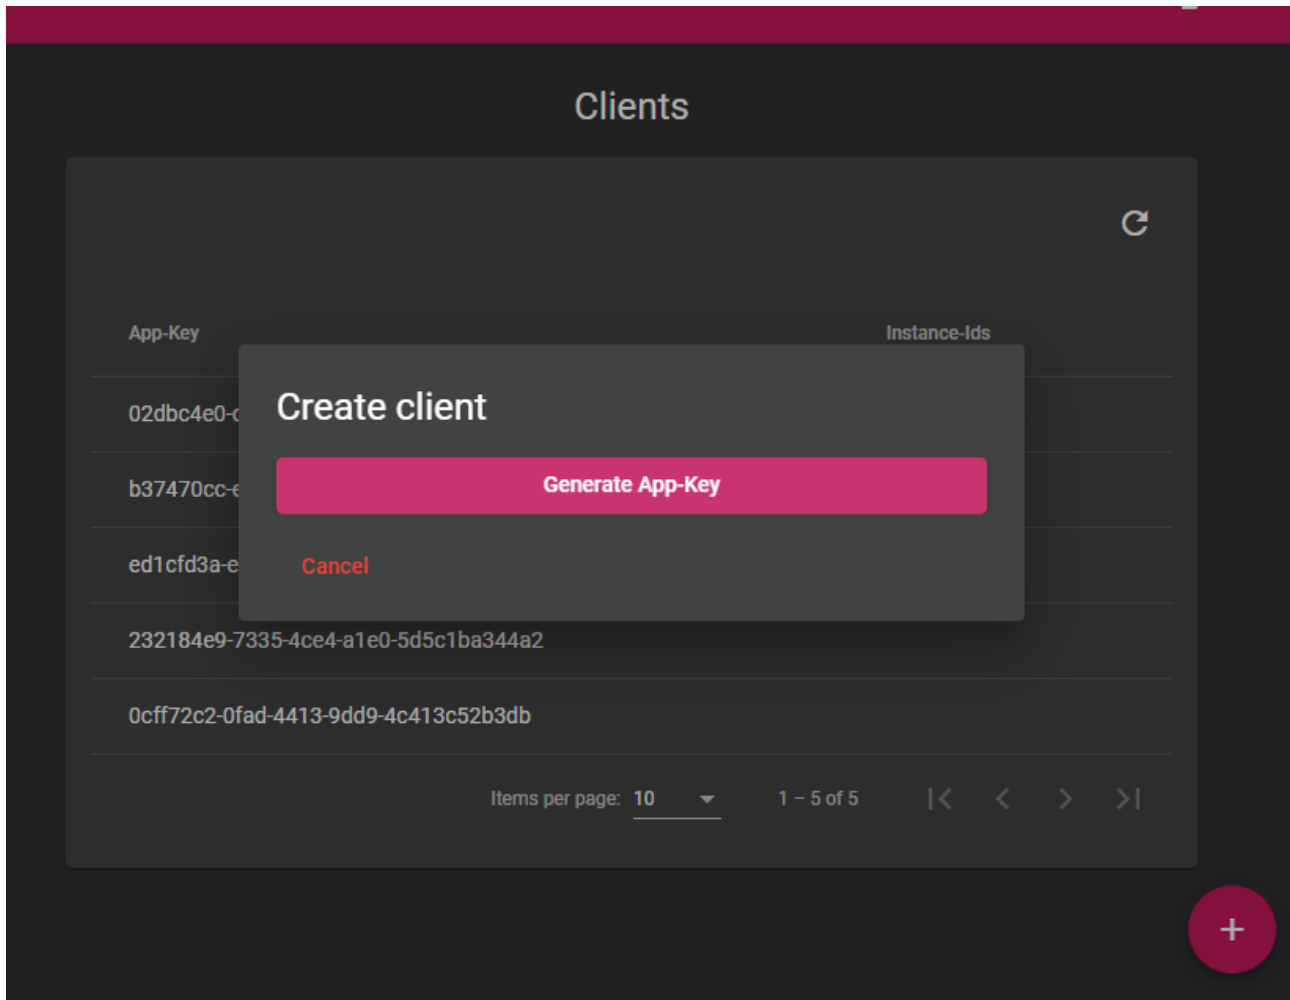 Clients
App-Key Instance-Ids
02dbc4e0-
Create client
b37470cc-
Generate App-Key
ed1cfd3a-e
Cancel
232184e9-7335-4ce4-a1e0-5d5c1ba344a2
0cff72c2-0fad-4413-9dd9-4c413c52b3db
Items per page: 10 1 – 5 of 5